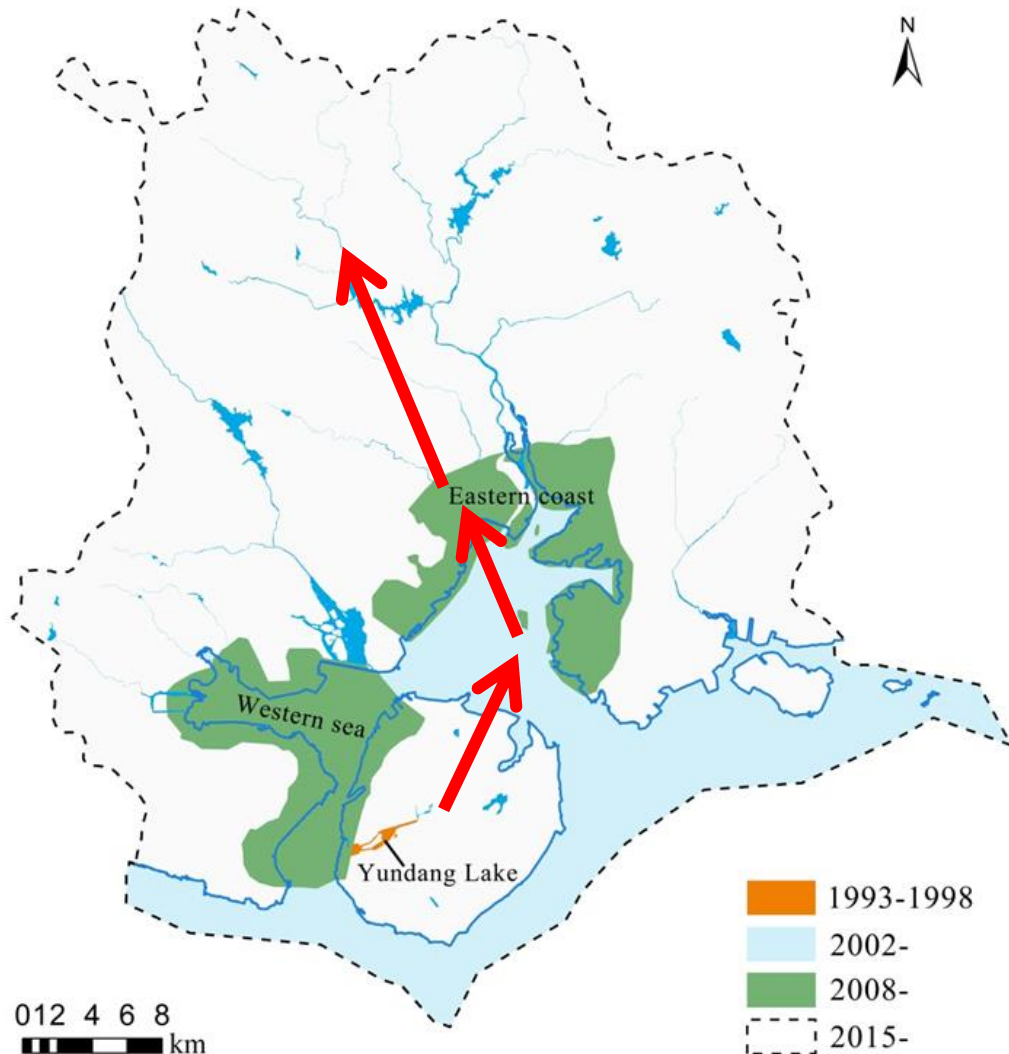 N
Eastern coast
Western sea
Yundang Lake
1993-1998
2002-
2008-
2015-
012 4 6 8
km